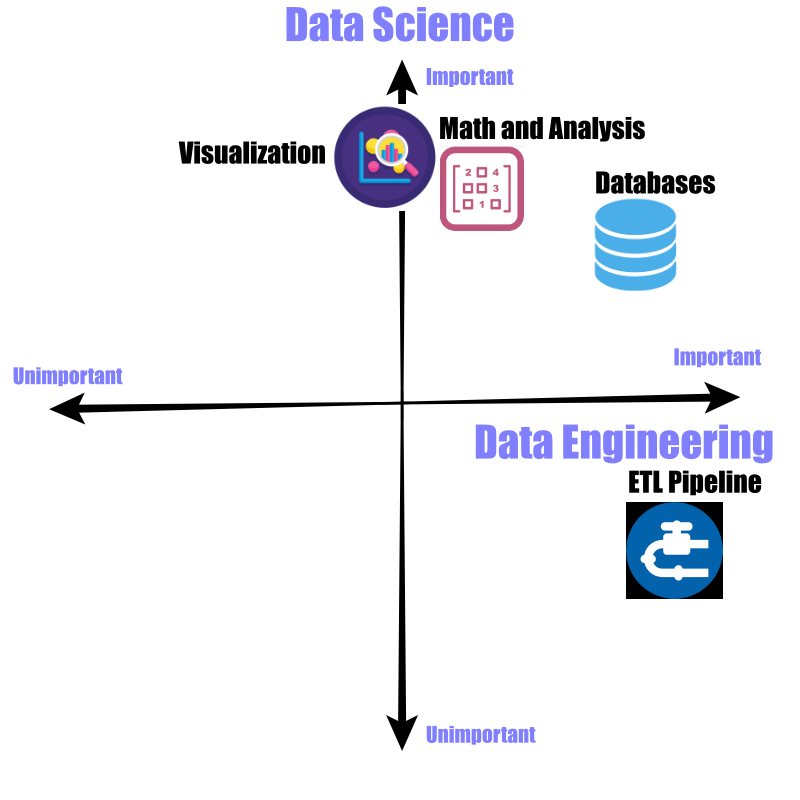 Data Science
Important
Visualization
Math and Analysis
2 4
3
1
Databases
Unimportant
Important
Data Engineering
ETL Pipeline
Unimportant